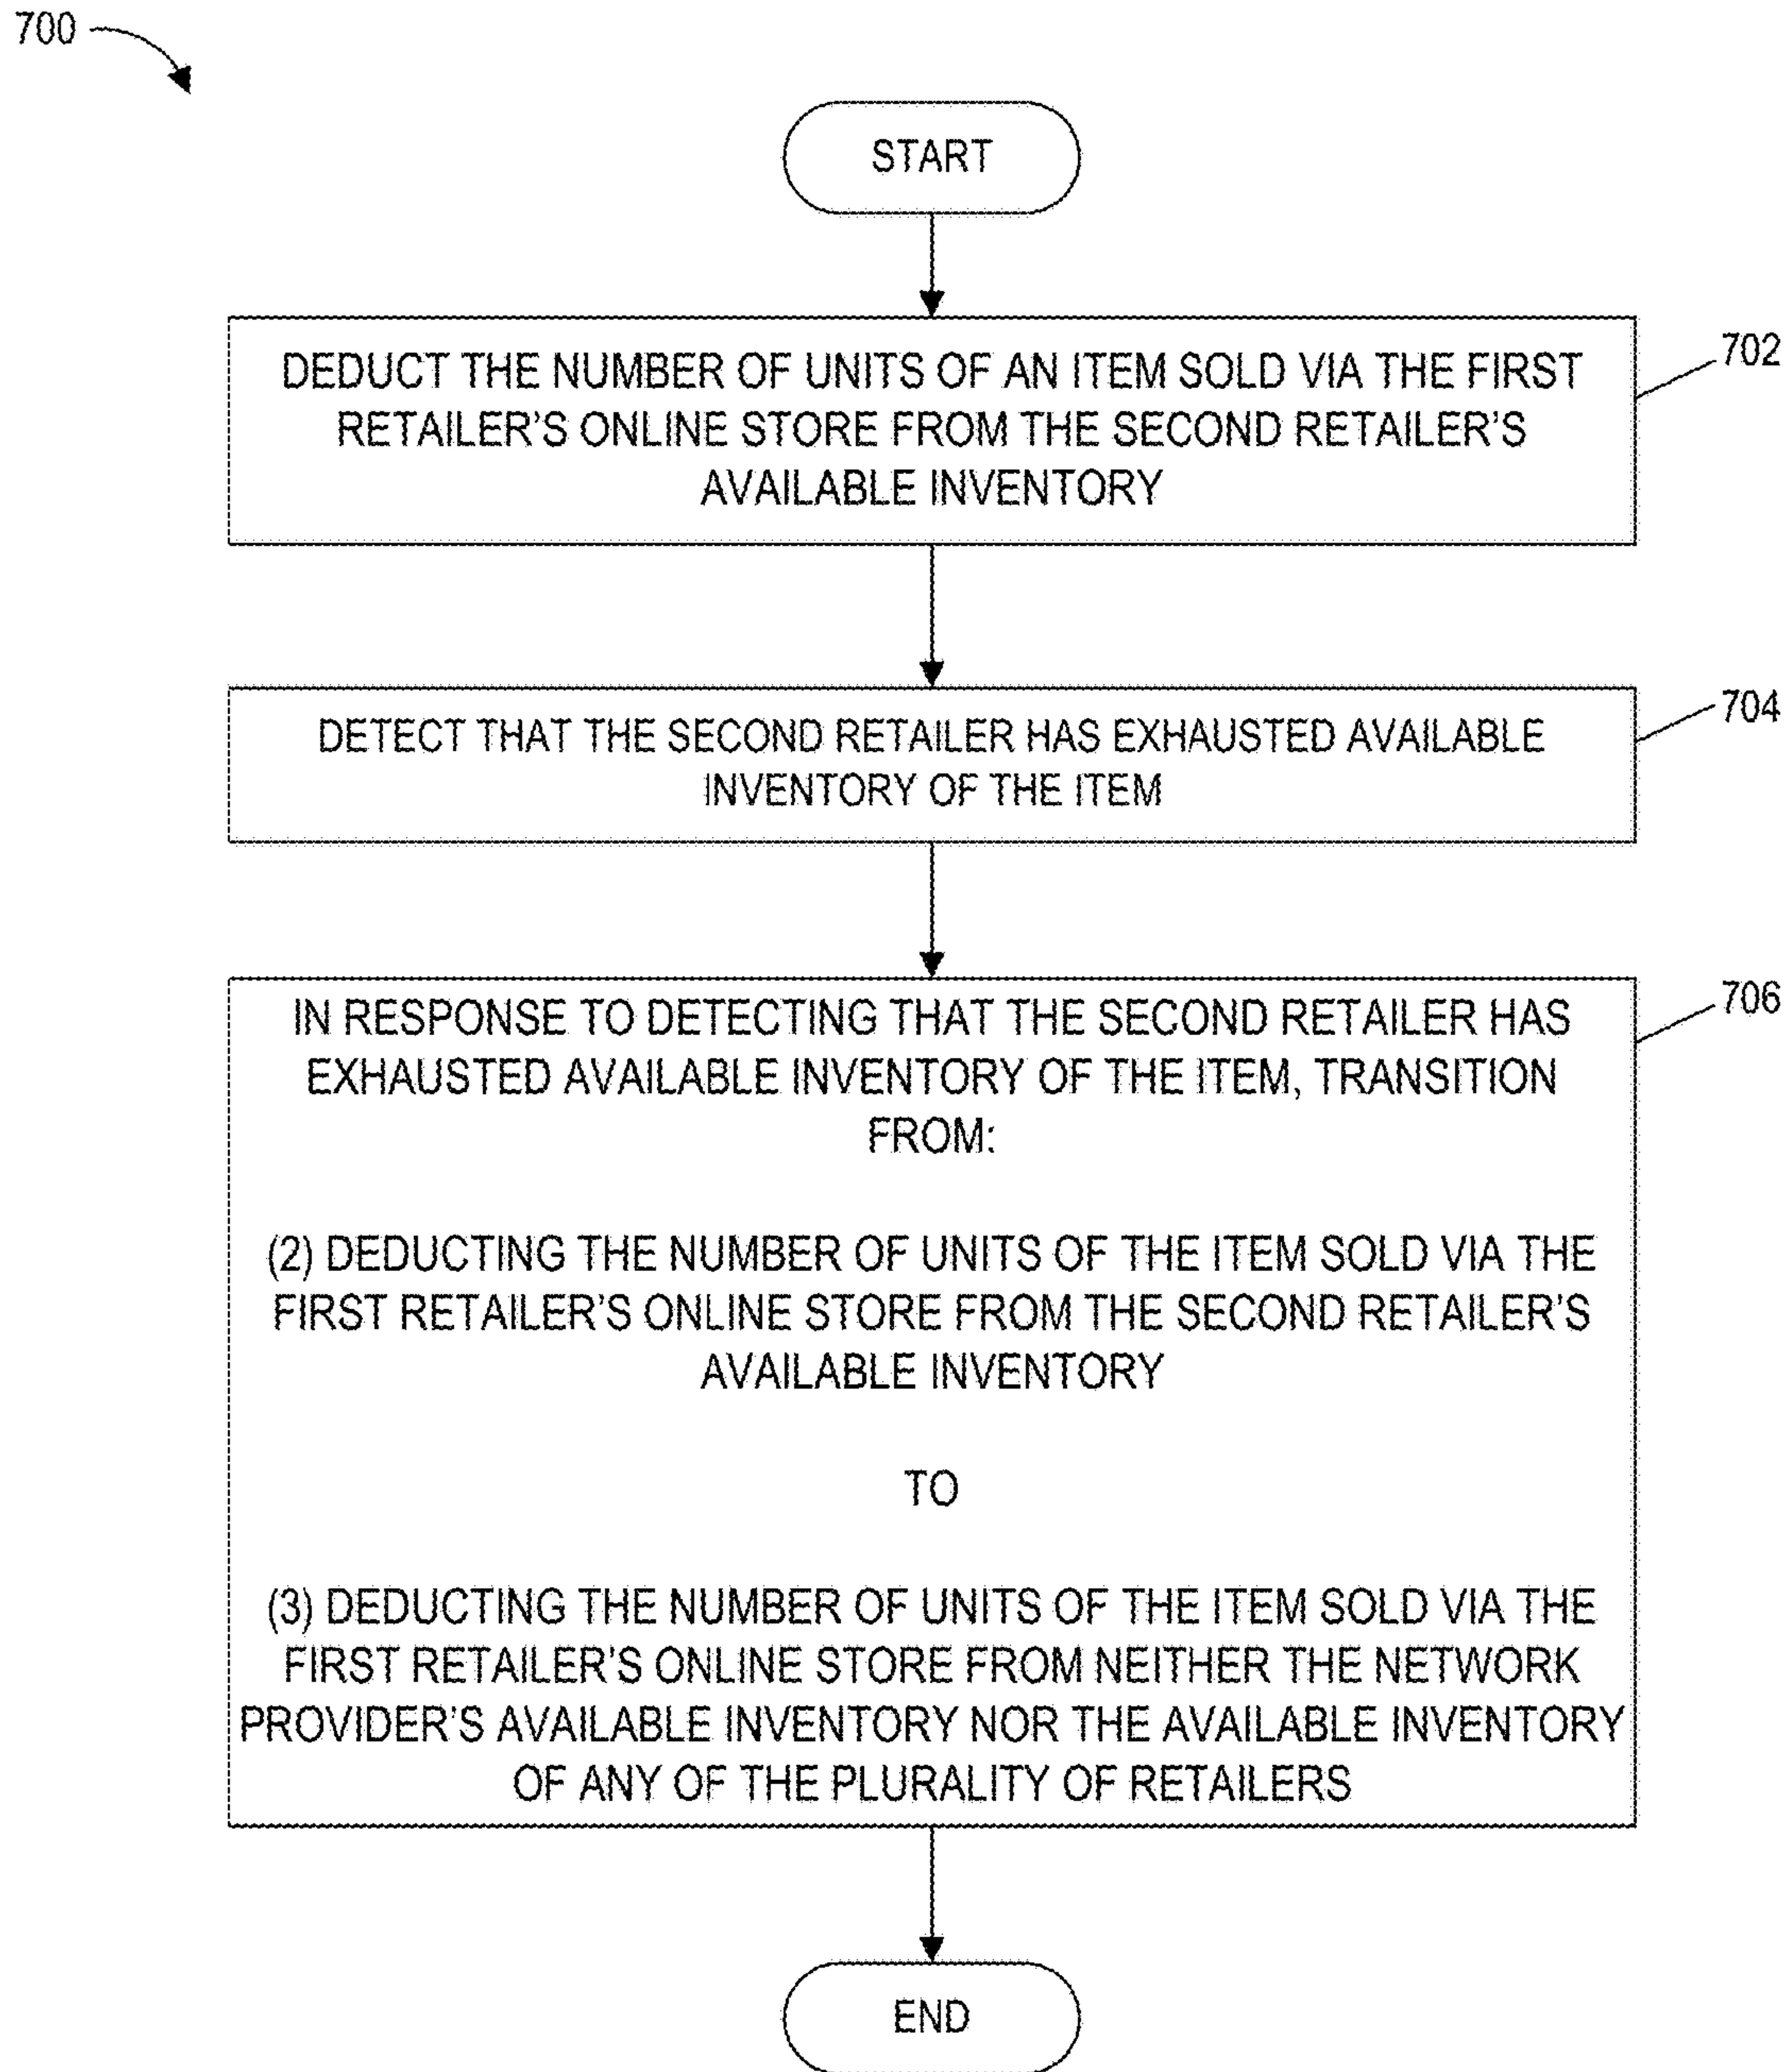 700
START
DEDUCT THE NUMBER OF UNITS OF AN ITEM SOLD VIA THE FIRST
RETAILER'S ONLINE STORE FROM THE SECOND RETAILER'S
AVAILABLE INVENTORY
702
DETECT THAT THE SECOND RETAILER HAS EXHAUSTED AVAILABLE
INVENTORY OF THE ITEM
704
IN RESPONSE TO DETECTING THAT THE SECOND RETAILER HAS
EXHAUSTED AVAILABLE INVENTORY OF THE ITEM, TRANSITION
FROM:
(2) DEDUCTING THE NUMBER OF UNITS OF THE ITEM SOLD VIA THE
FIRST RETAILER'S ONLINE STORE FROM THE SECOND RETAILER'S
AVAILABLE INVENTORY
TO
(3) DEDUCTING THE NUMBER OF UNITS OF THE ITEM SOLD VIA THE
FIRST RETAILER'S ONLINE STORE FROM NEITHER THE NETWORK
PROVIDER'S AVAILABLE INVENTORY NOR THE AVAILABLE INVENTORY
OF ANY OF THE PLURALITY OF RETAILERS
706
END